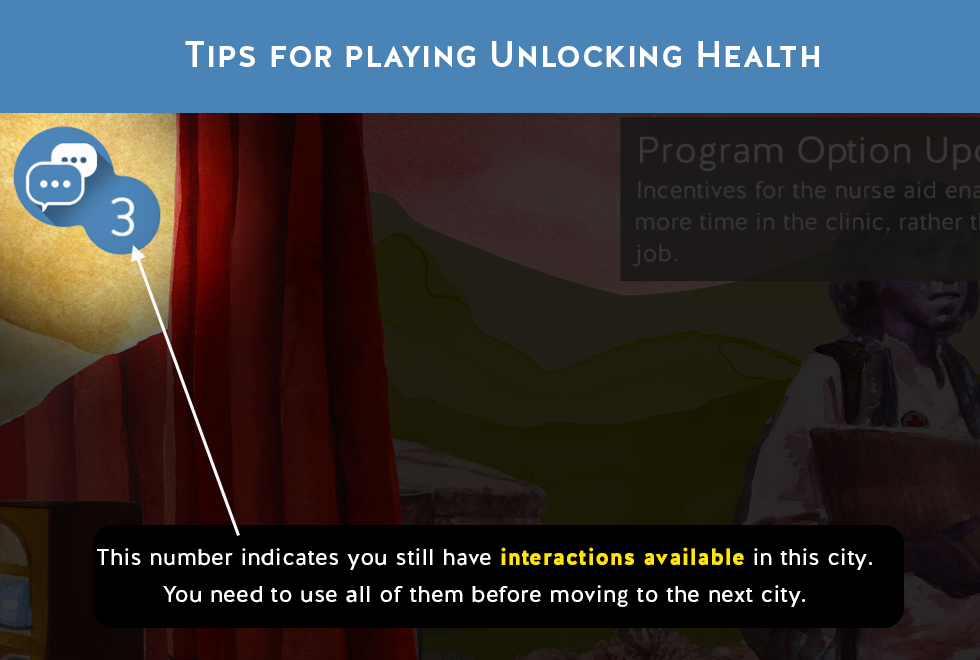 Tips for playing Unlocking Health
3
Program Option
Incentives for the nurse aid
more time in the clinic, rather
job.
This number indicates you still have interactions available in this city.
You need to use all of them before moving to the next city.